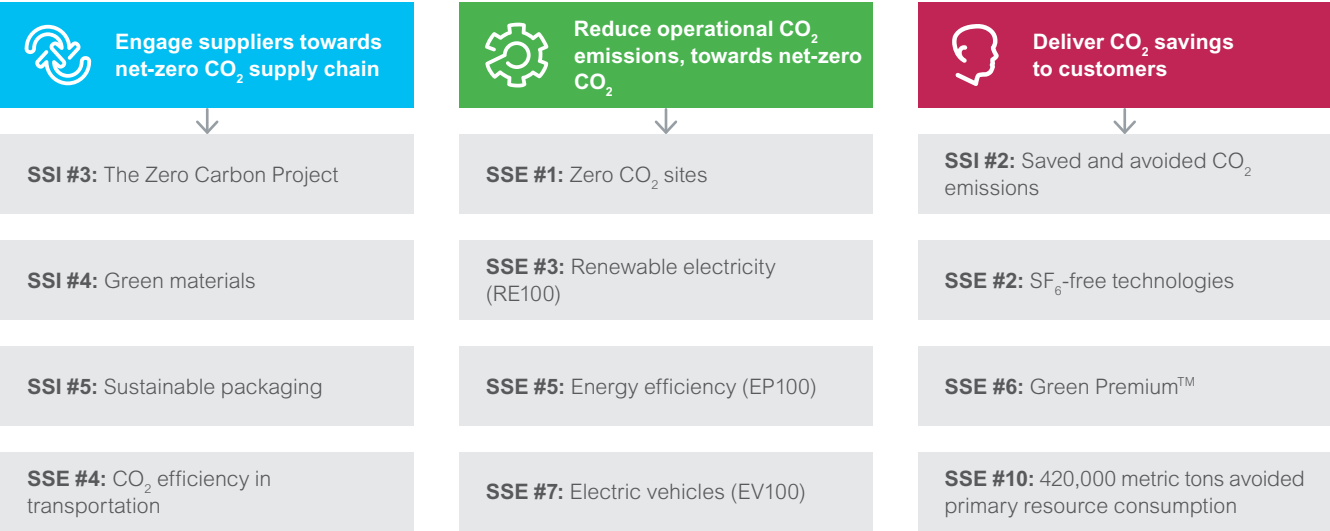 Engage suppliers towards
net-zero CO₂ supply chain
SSI #3: The Zero Carbon Project
SSI #4: Green materials
SSI #5: Sustainable packaging
SSE #4: CO₂ efficiency in
transportation
Reduce operational CO₂
emissions, towards net-zero
CO₂
SSE #1: Zero CO₂ sites
SSE #3: Renewable electricity
(RE100)
SSE #5: Energy efficiency (EP100)
SSE #7: Electric vehicles (EV100)
Deliver CO₂ savings
to customers
SSI #2: Saved and avoided CO₂
emissions
SSE #2: SF₆-free technologies
SSE #6: Green Premium™
SSE #10: 420,000 metric tons avoided
primary resource consumption